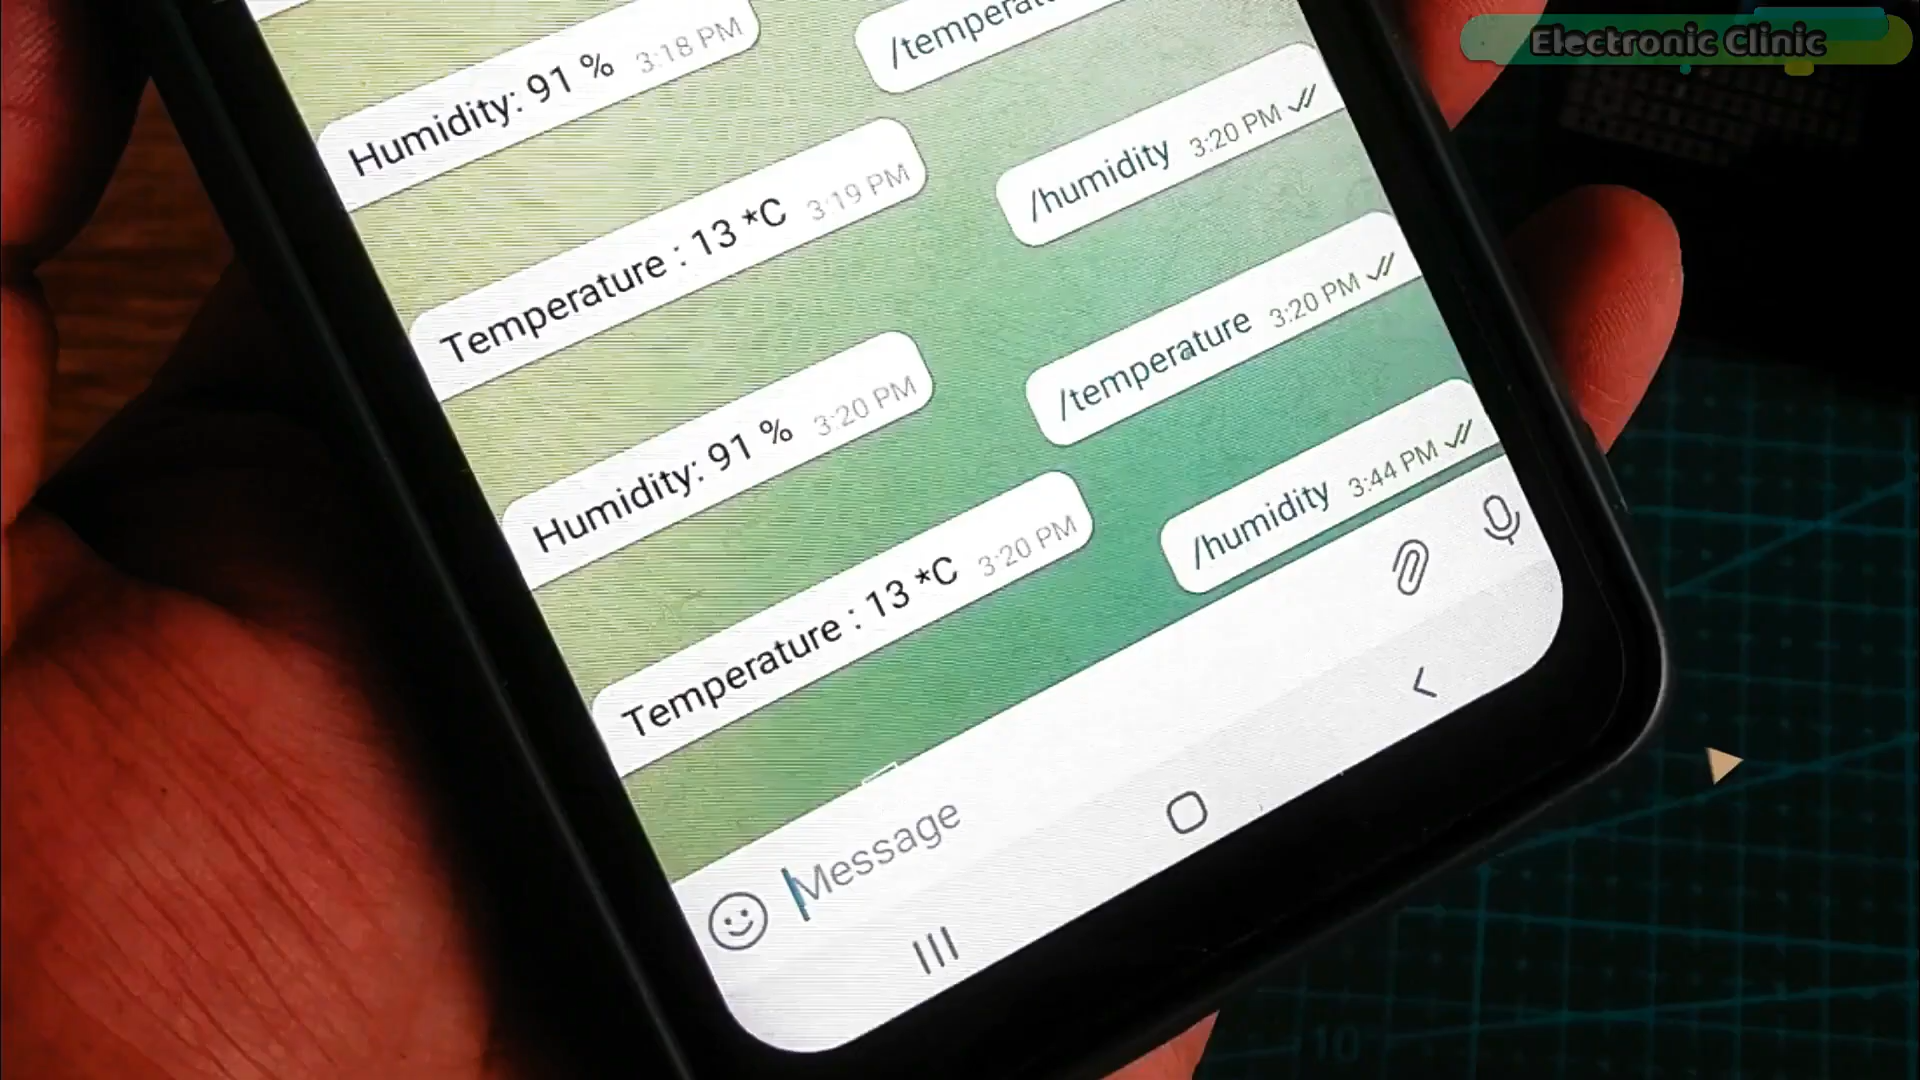 Electronic Clinic
Humidity: 91 % 3:18 PM
Temperature : 13 *C 3:19 PM
/humidity 3:20 PM
Humidity: 91 % 3:20 PM
/temperature 3:20 PM
Temperature : 13 *C 3:20 PM
/humidity 3:44 PM
Message
10